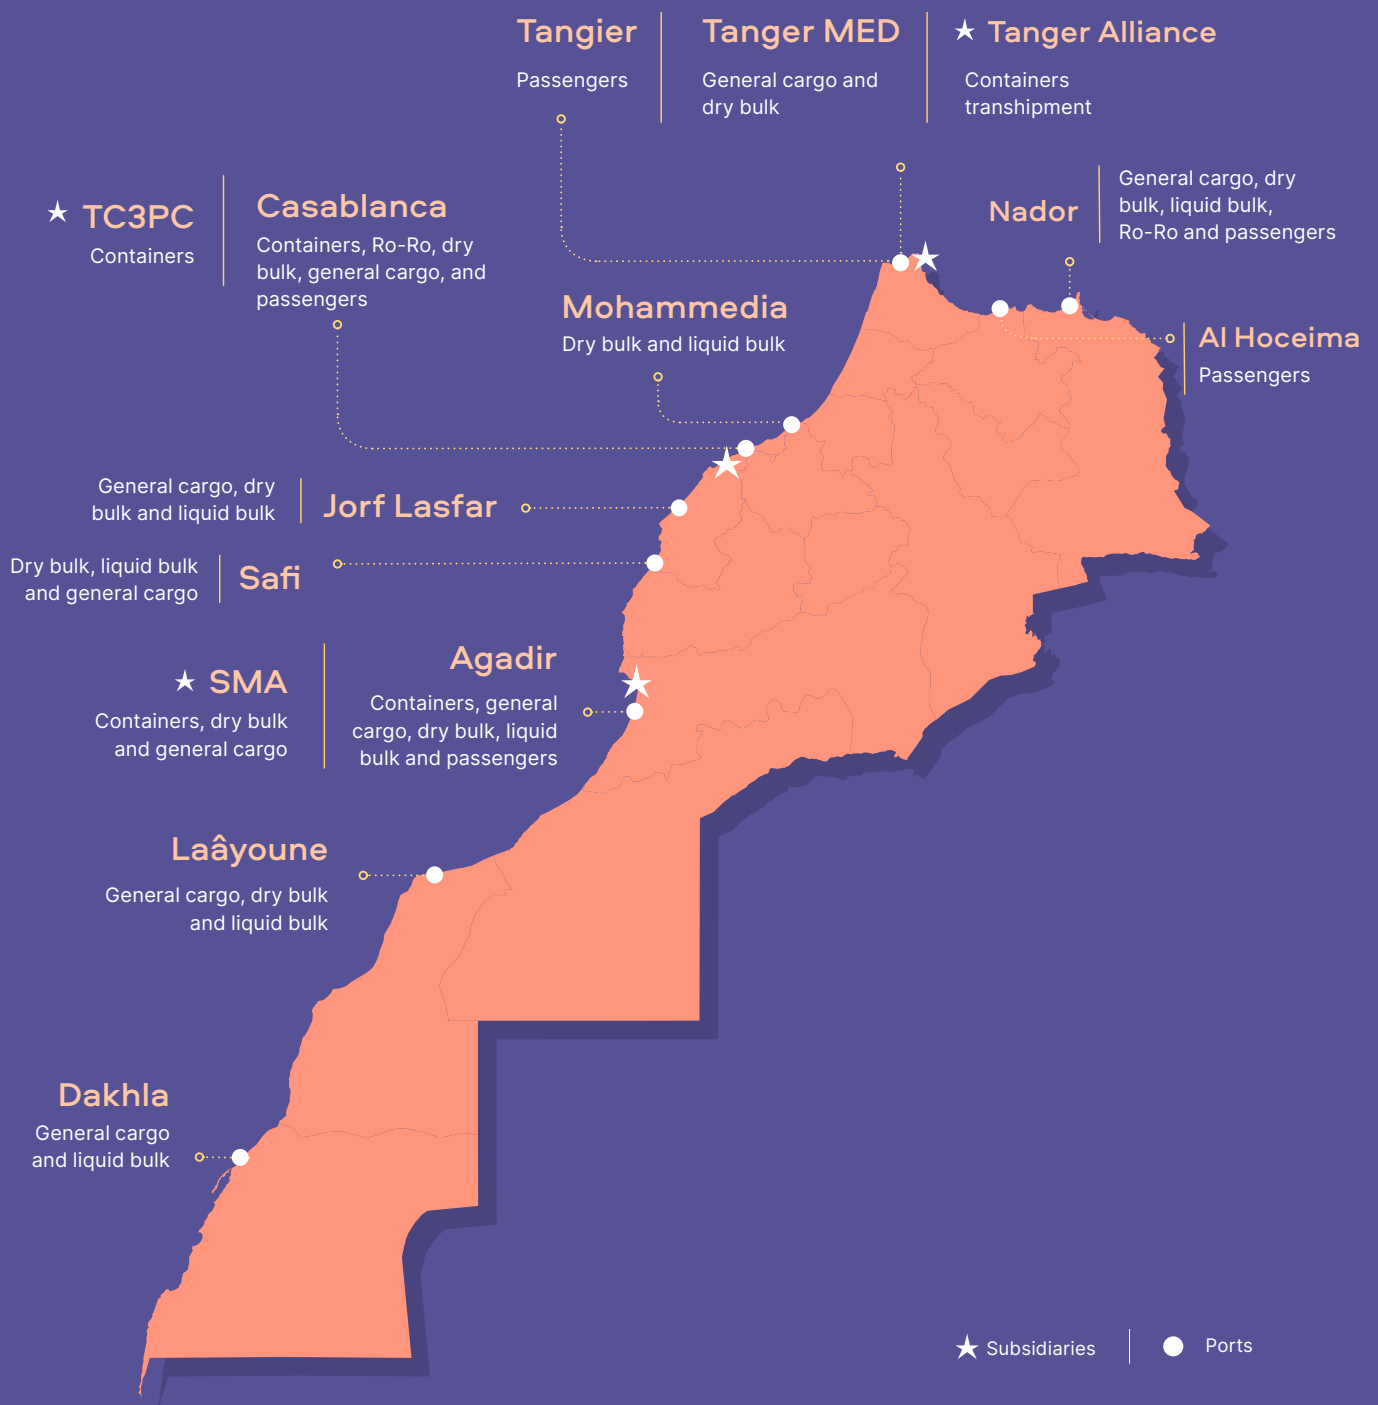 Tangier
Passengers
Tanger MED
General cargo and
dry bulk
Tanger Alliance
Containers
transhipment
TC3PC
Containers
Casablanca
Containers, Ro-Ro, dry
bulk, general cargo, and
passengers
Nador
General cargo, dry
bulk, liquid bulk,
Ro-Ro and passengers
Mohammedia
Dry bulk and liquid bulk
Al Hoceima
Passengers
General cargo, dry
bulk and liquid bulk
Jorf Lasfar
Dry bulk, liquid bulk
and general cargo
Safi
SMA
Containers, dry bulk
and general cargo
Agadir
Containers, general
cargo, dry bulk, liquid
bulk and passengers
Laâyoune
General cargo, dry bulk
and liquid bulk
Dakhla
General cargo
and liquid bulk
Subsidiaries
Ports